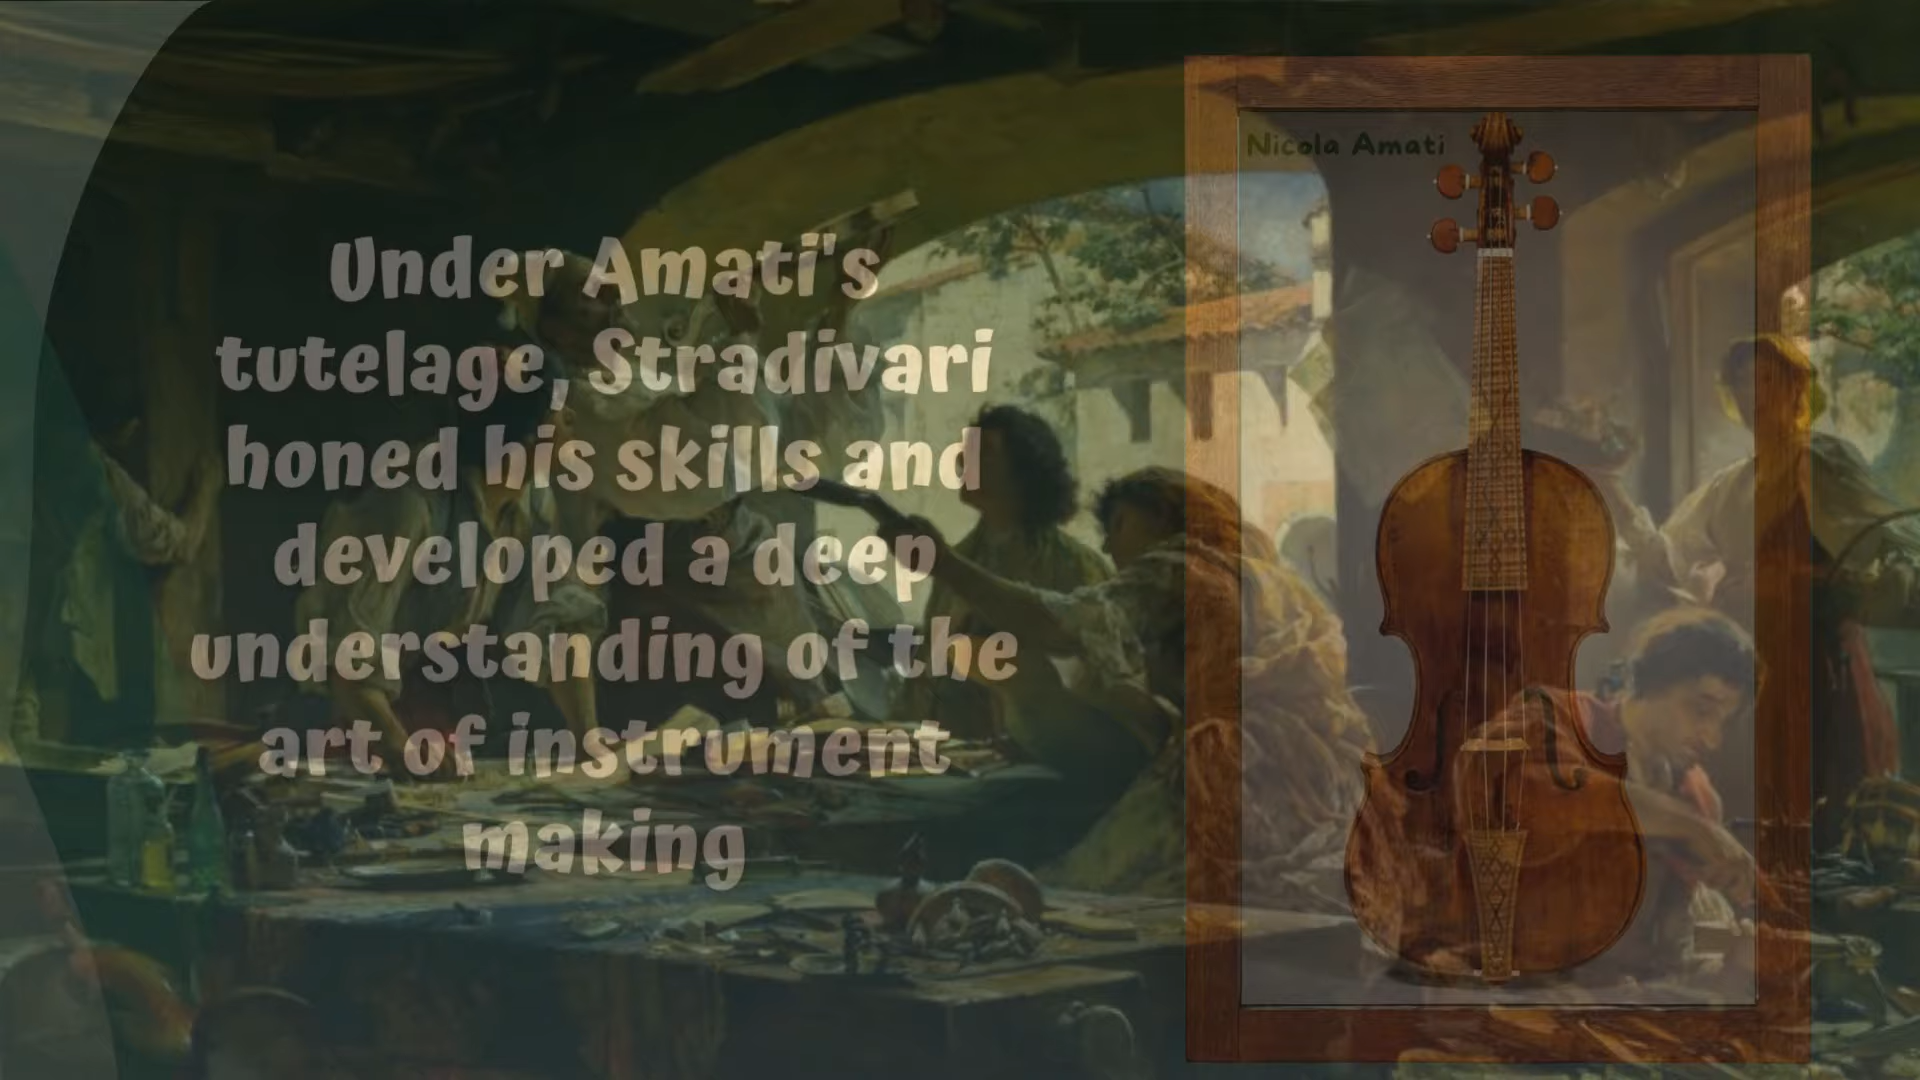 Under Amati's
tutelage, Stradivari
honed his skills and
developed a deep
understanding of the
art of instrument
making
Nicola Amati